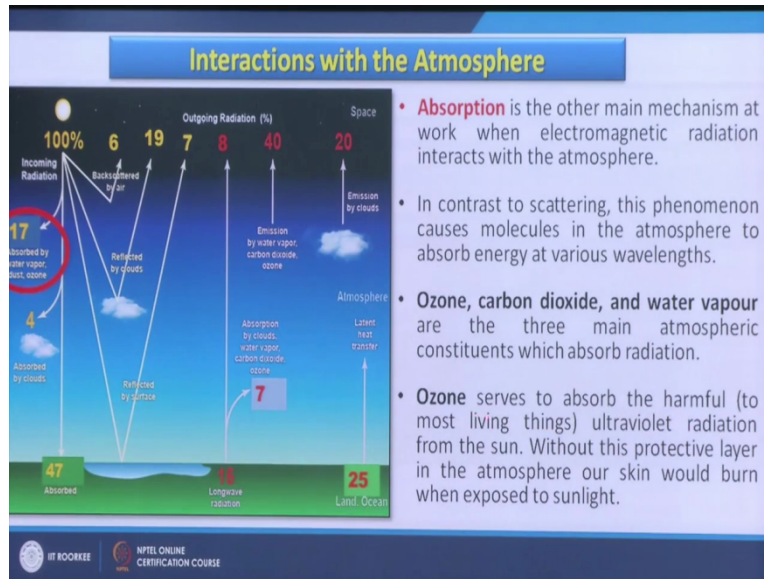 Interactions with the Atmosphere
Outgoing Radiation (%)
Space
100% 6 19 7 8 40 20
Incoming
Radiation
Backscattered
by air
17
Absorbed by
water vapor,
dust, ozone
Reflected
by clouds
Emission
by water vapor,
carbon dixoide,
ozone
Emission
by clouds
4
Absorbed
by clouds
Atmosphere
Absorption
by clouds,
water vapor,
carbon dixoide,
ozone
Latent
heat
transfer
Reflected
by surface
7
47
Absorbed
Longwave
radiation
25
Land, Ocean
• Absorption is the other main mechanism at
work when electromagnetic radiation
interacts with the atmosphere.
• In contrast to scattering, this phenomenon
causes molecules in the atmosphere to
absorb energy at various wavelengths.
• Ozone, carbon dioxide, and water vapour
are the three main atmospheric
constituents which absorb radiation.
• Ozone serves to absorb the harmful (to
most living things) ultraviolet radiation
from the sun. Without this protective layer
in the atmosphere our skin would burn
when exposed to sunlight.
IIT ROORKEE
NPTEL ONLINE
CERTIFICATION COURSE